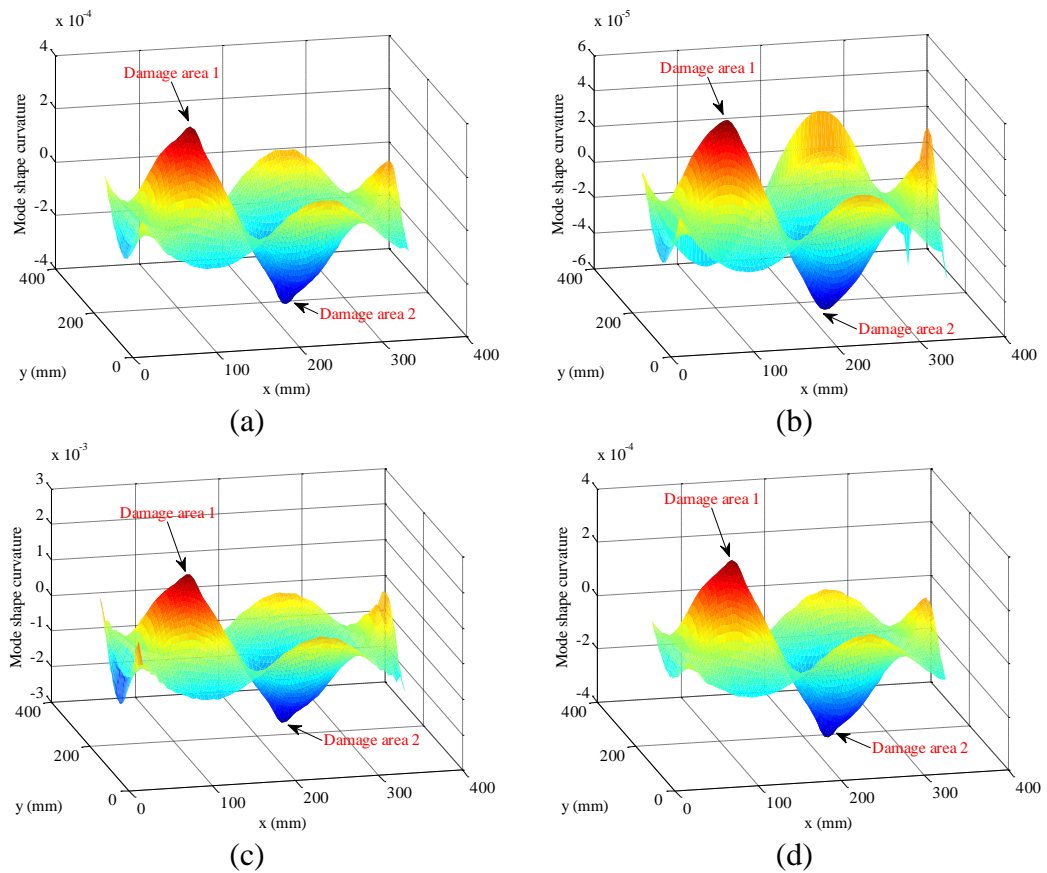 x 10⁻⁴
4
2
0
-2
-4
Mode shape curvature
Damage area 1
Damage area 2
400
200
0
y (mm)
0
100
200
300
400
x (mm)
(a)
x 10⁻⁵
6
4
2
0
-2
-4
-6
Mode shape curvature
Damage area 1
Damage area 2
400
200
0
y (mm)
0
100
200
300
400
x (mm)
(b)
x 10⁻³
3
2
1
0
-1
-2
-3
Mode shape curvature
Damage area 1
Damage area 2
400
200
0
y (mm)
0
100
200
300
400
x (mm)
(c)
x 10⁻⁴
4
2
0
-2
-4
Mode shape curvature
Damage area 1
Damage area 2
400
200
0
y (mm)
0
100
200
300
400
x (mm)
(d)